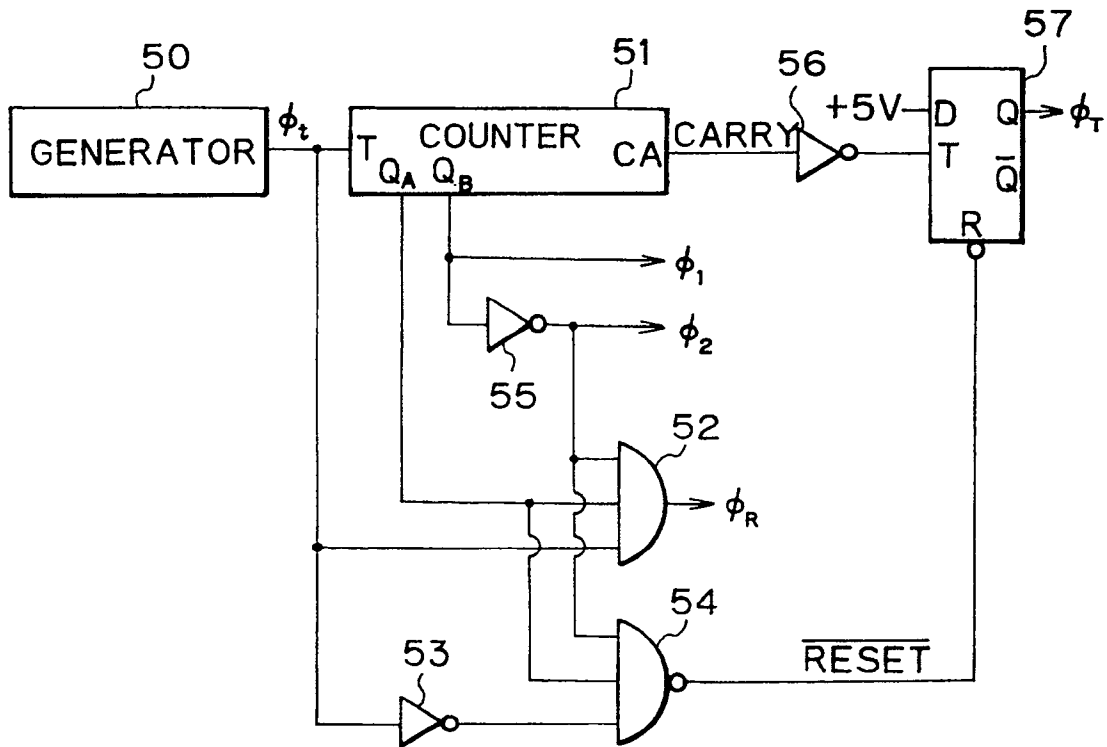 50
GENERATOR
ϕt
51
COUNTER
T
QA
QB
CA
CARRY
56
57
+5V
D
Q
T
Q̅
R
ϕT
ϕ1
ϕ2
55
52
ϕR
54
R̅E̅S̅E̅T̅
53